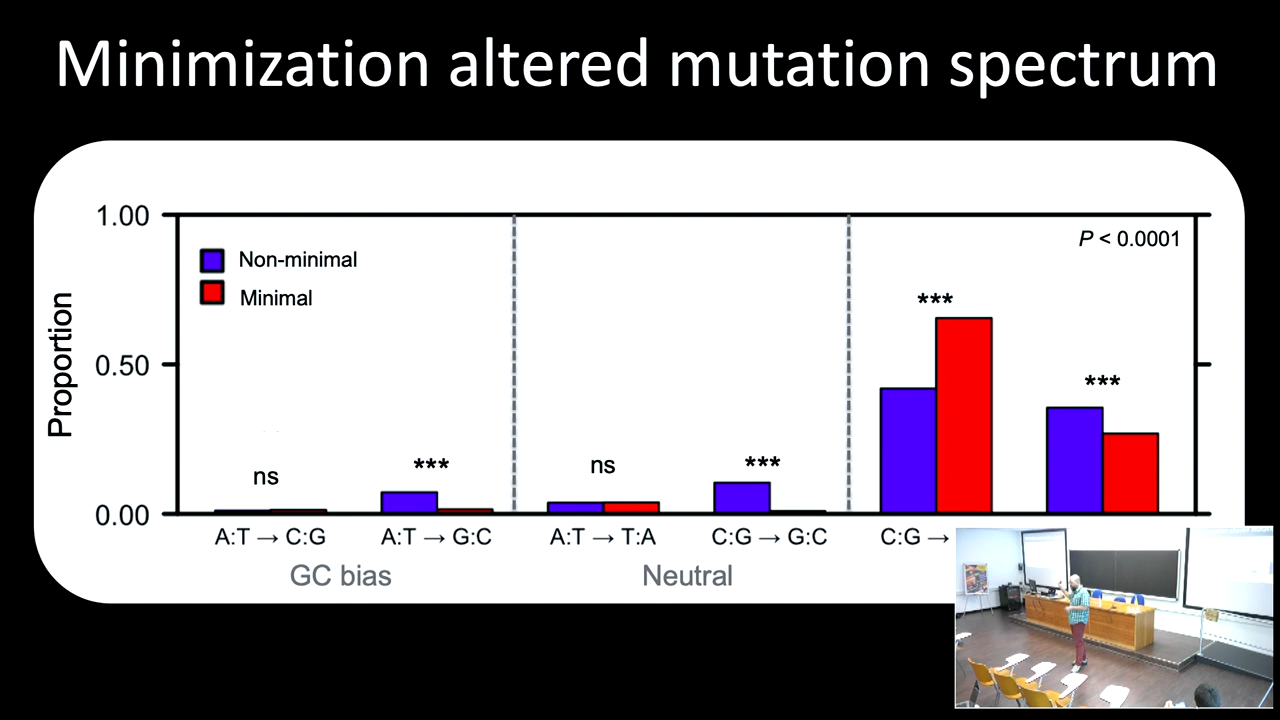 Minimization altered mutation spectrum
1.00
0.50
0.00
Proportion
Non-minimal
Minimal
P < 0.0001
ns
***
ns
***
***
***
A:T → C:G
A:T → G:C
A:T → T:A
C:G → G:C
C:G →
GC bias
Neutral